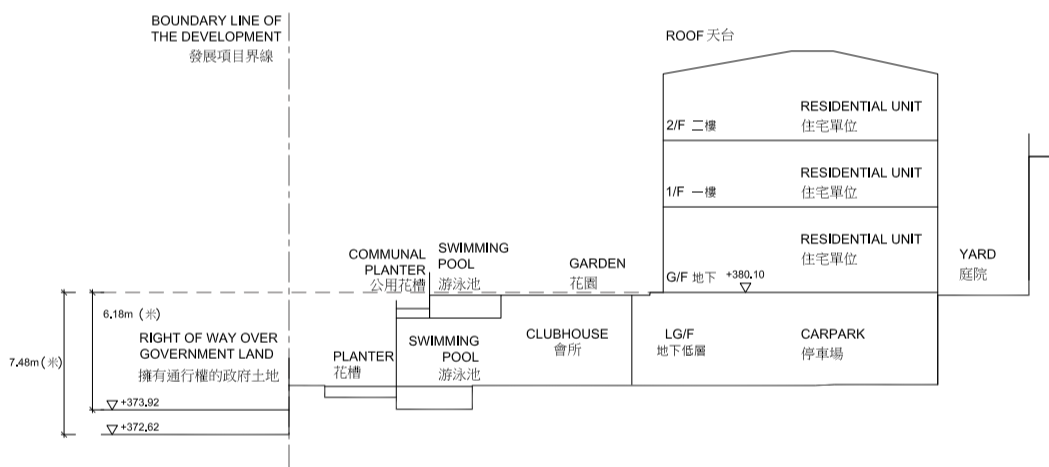 BOUNDARY LINE OF
THE DEVELOPMENT
發展項目界線
ROOF 天台
RESIDENTIAL UNIT
2/F 二樓
住宅單位
RESIDENTIAL UNIT
1/F 一樓
住宅單位
COMMUNAL
PLANTER
公用花槽
SWIMMING
POOL
游泳池
GARDEN
花園
RESIDENTIAL UNIT
住宅單位
G/F 地下
+380.10
YARD
庭院
6.18m (米)
7.48m (米)
RIGHT OF WAY OVER
GOVERNMENT LAND
擁有通行權的政府土地
PLANTER
花槽
SWIMMING
POOL
游泳池
CLUBHOUSE
會所
LG/F
地下低層
CARPARK
停車場
+373.92
+372.62